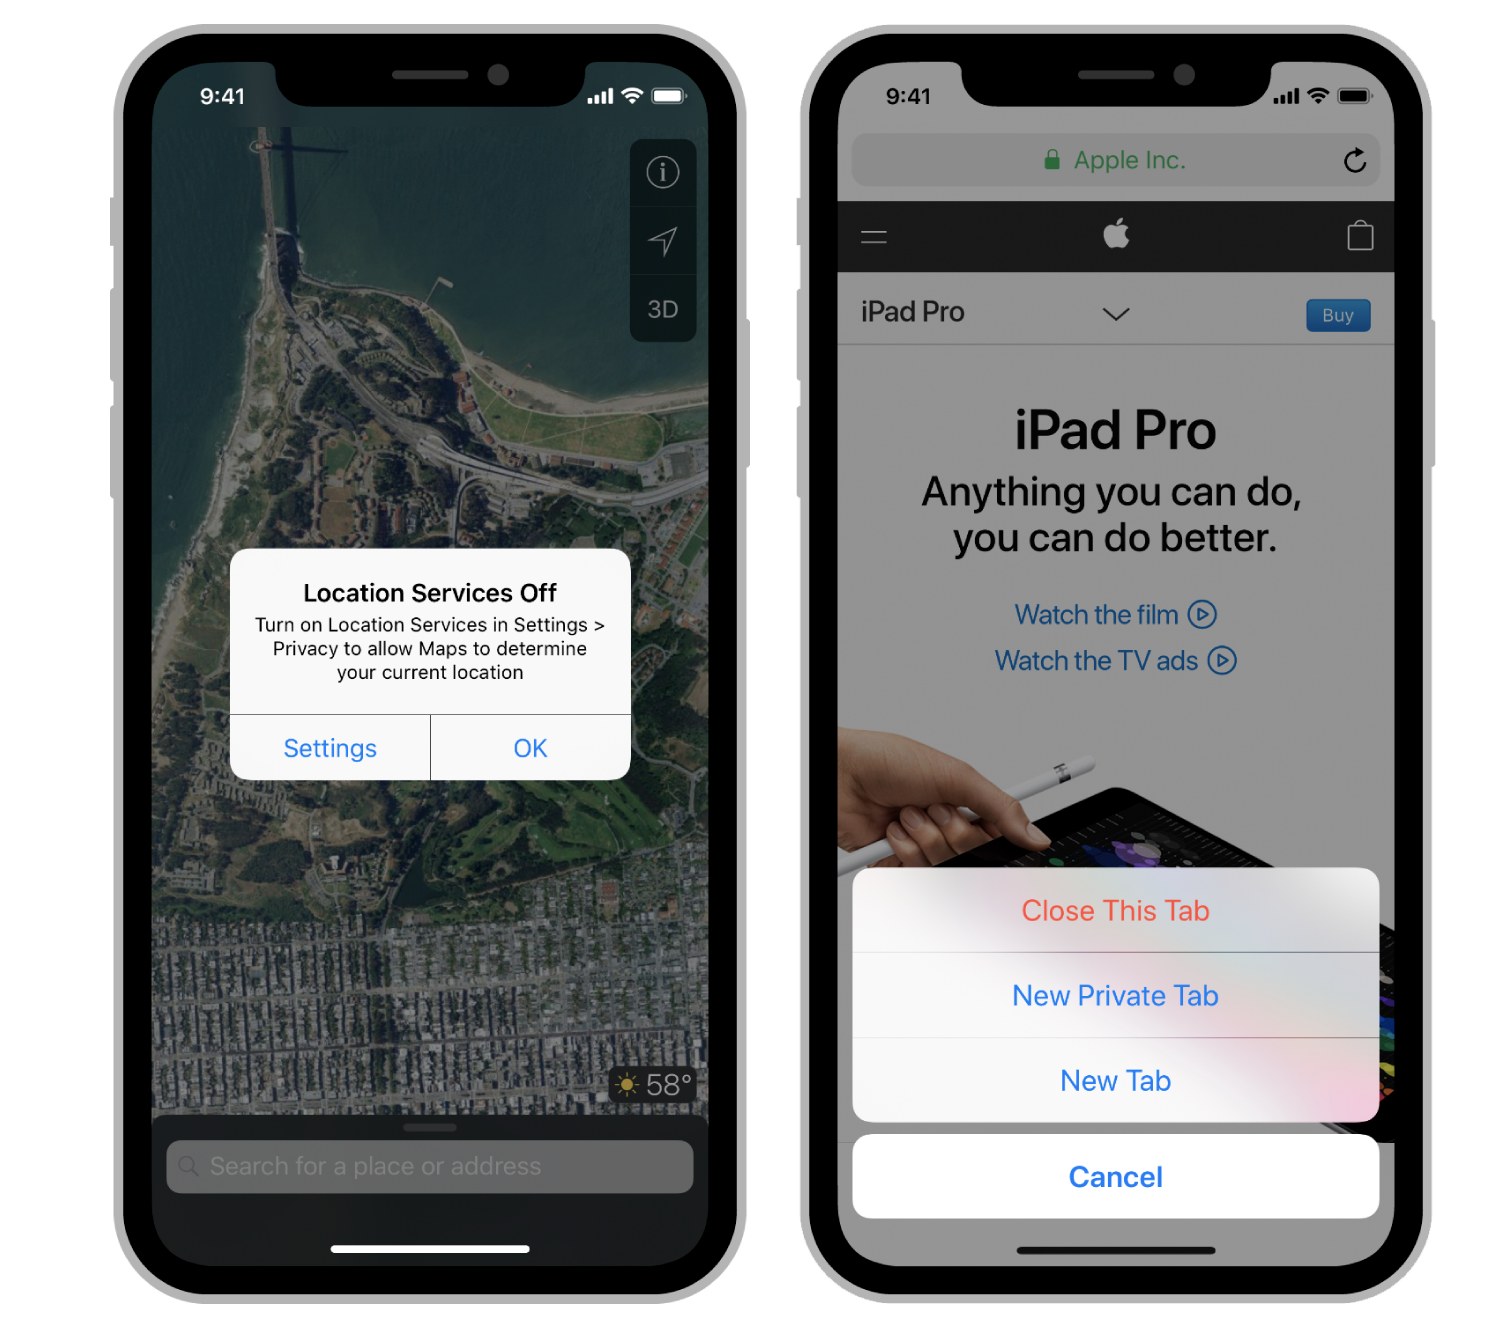 9:41
3D
Location Services Off
Turn on Location Services in Settings >
Privacy to allow Maps to determine
your current location
Settings
OK
58°
Search for a place or address
9:41
Apple Inc.
iPad Pro
Buy
iPad Pro
Anything you can do,
you can do better.
Watch the film
Watch the TV ads
Close This Tab
New Private Tab
New Tab
Cancel